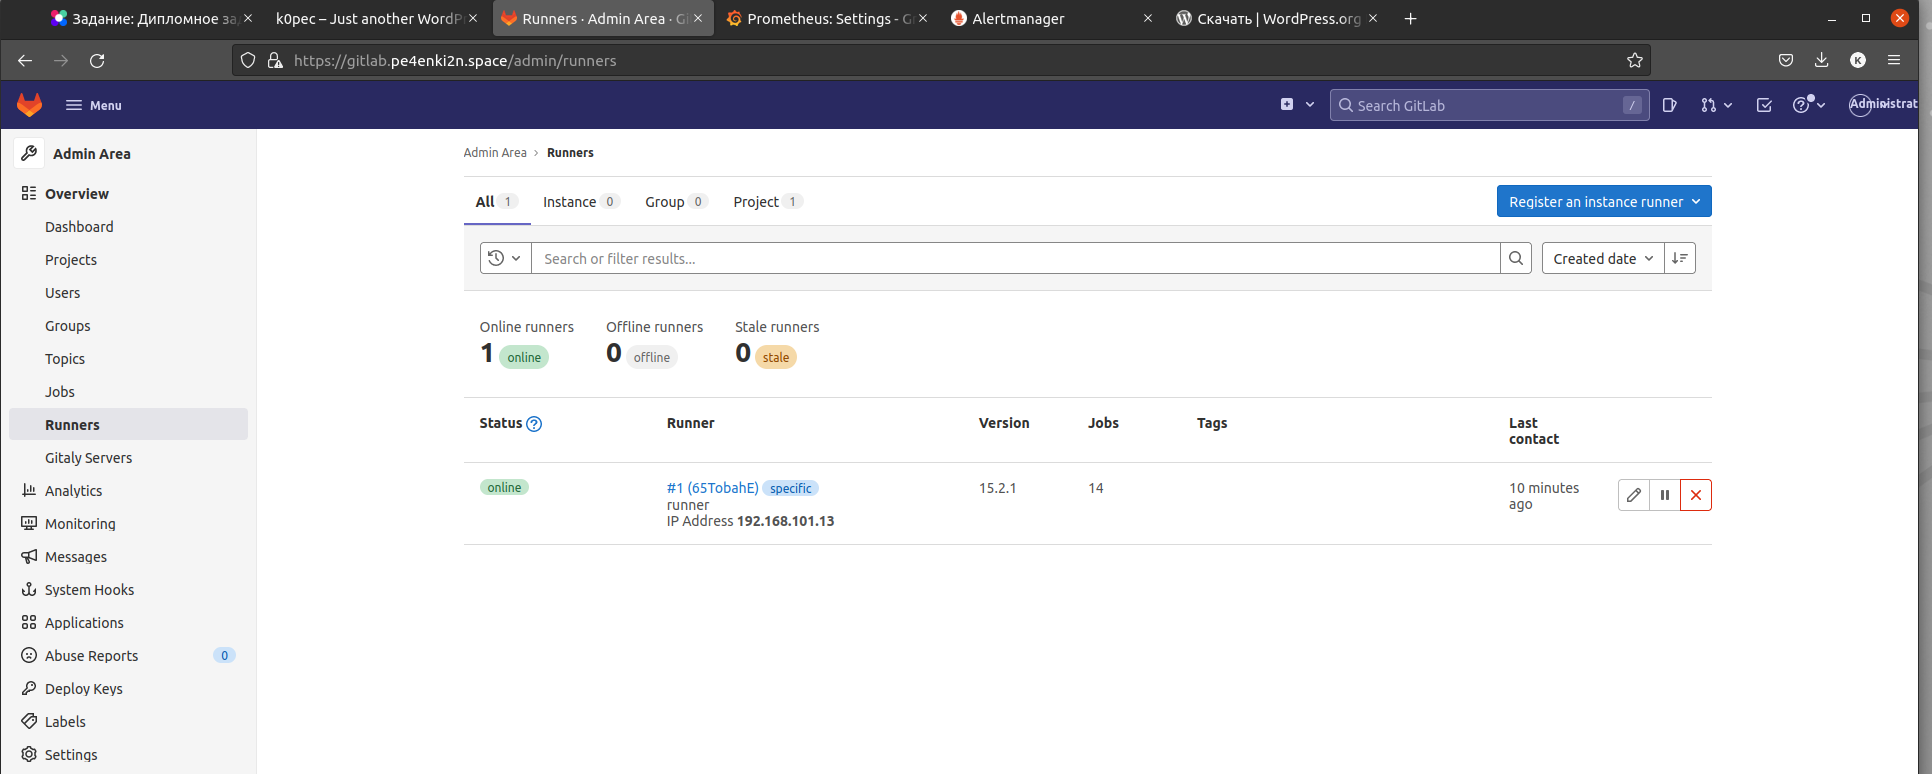 Задание: Дипломное за
k0pec – Just another WordP
Runners · Admin Area · Gi
Prometheus: Settings - Gr
Alertmanager
Скачать | WordPress.org
https://gitlab.pe4enki2n.space/admin/runners
K
Menu
Search GitLab
/
Administrat
Admin Area
Overview
Dashboard
Projects
Users
Groups
Topics
Jobs
Runners
Gitaly Servers
Analytics
Monitoring
Messages
System Hooks
Applications
Abuse Reports 0
Deploy Keys
Labels
Settings
Admin Area › Runners
All 1 Instance 0 Group 0 Project 1
Register an instance runner
Search or filter results...
Created date
Online runners Offline runners Stale runners
1 online 0 offline 0 stale
Status Runner Version Jobs Tags Last contact
online #1 (65TobahE) specific 15.2.1 14 10 minutes ago
runner
IP Address 192.168.101.13